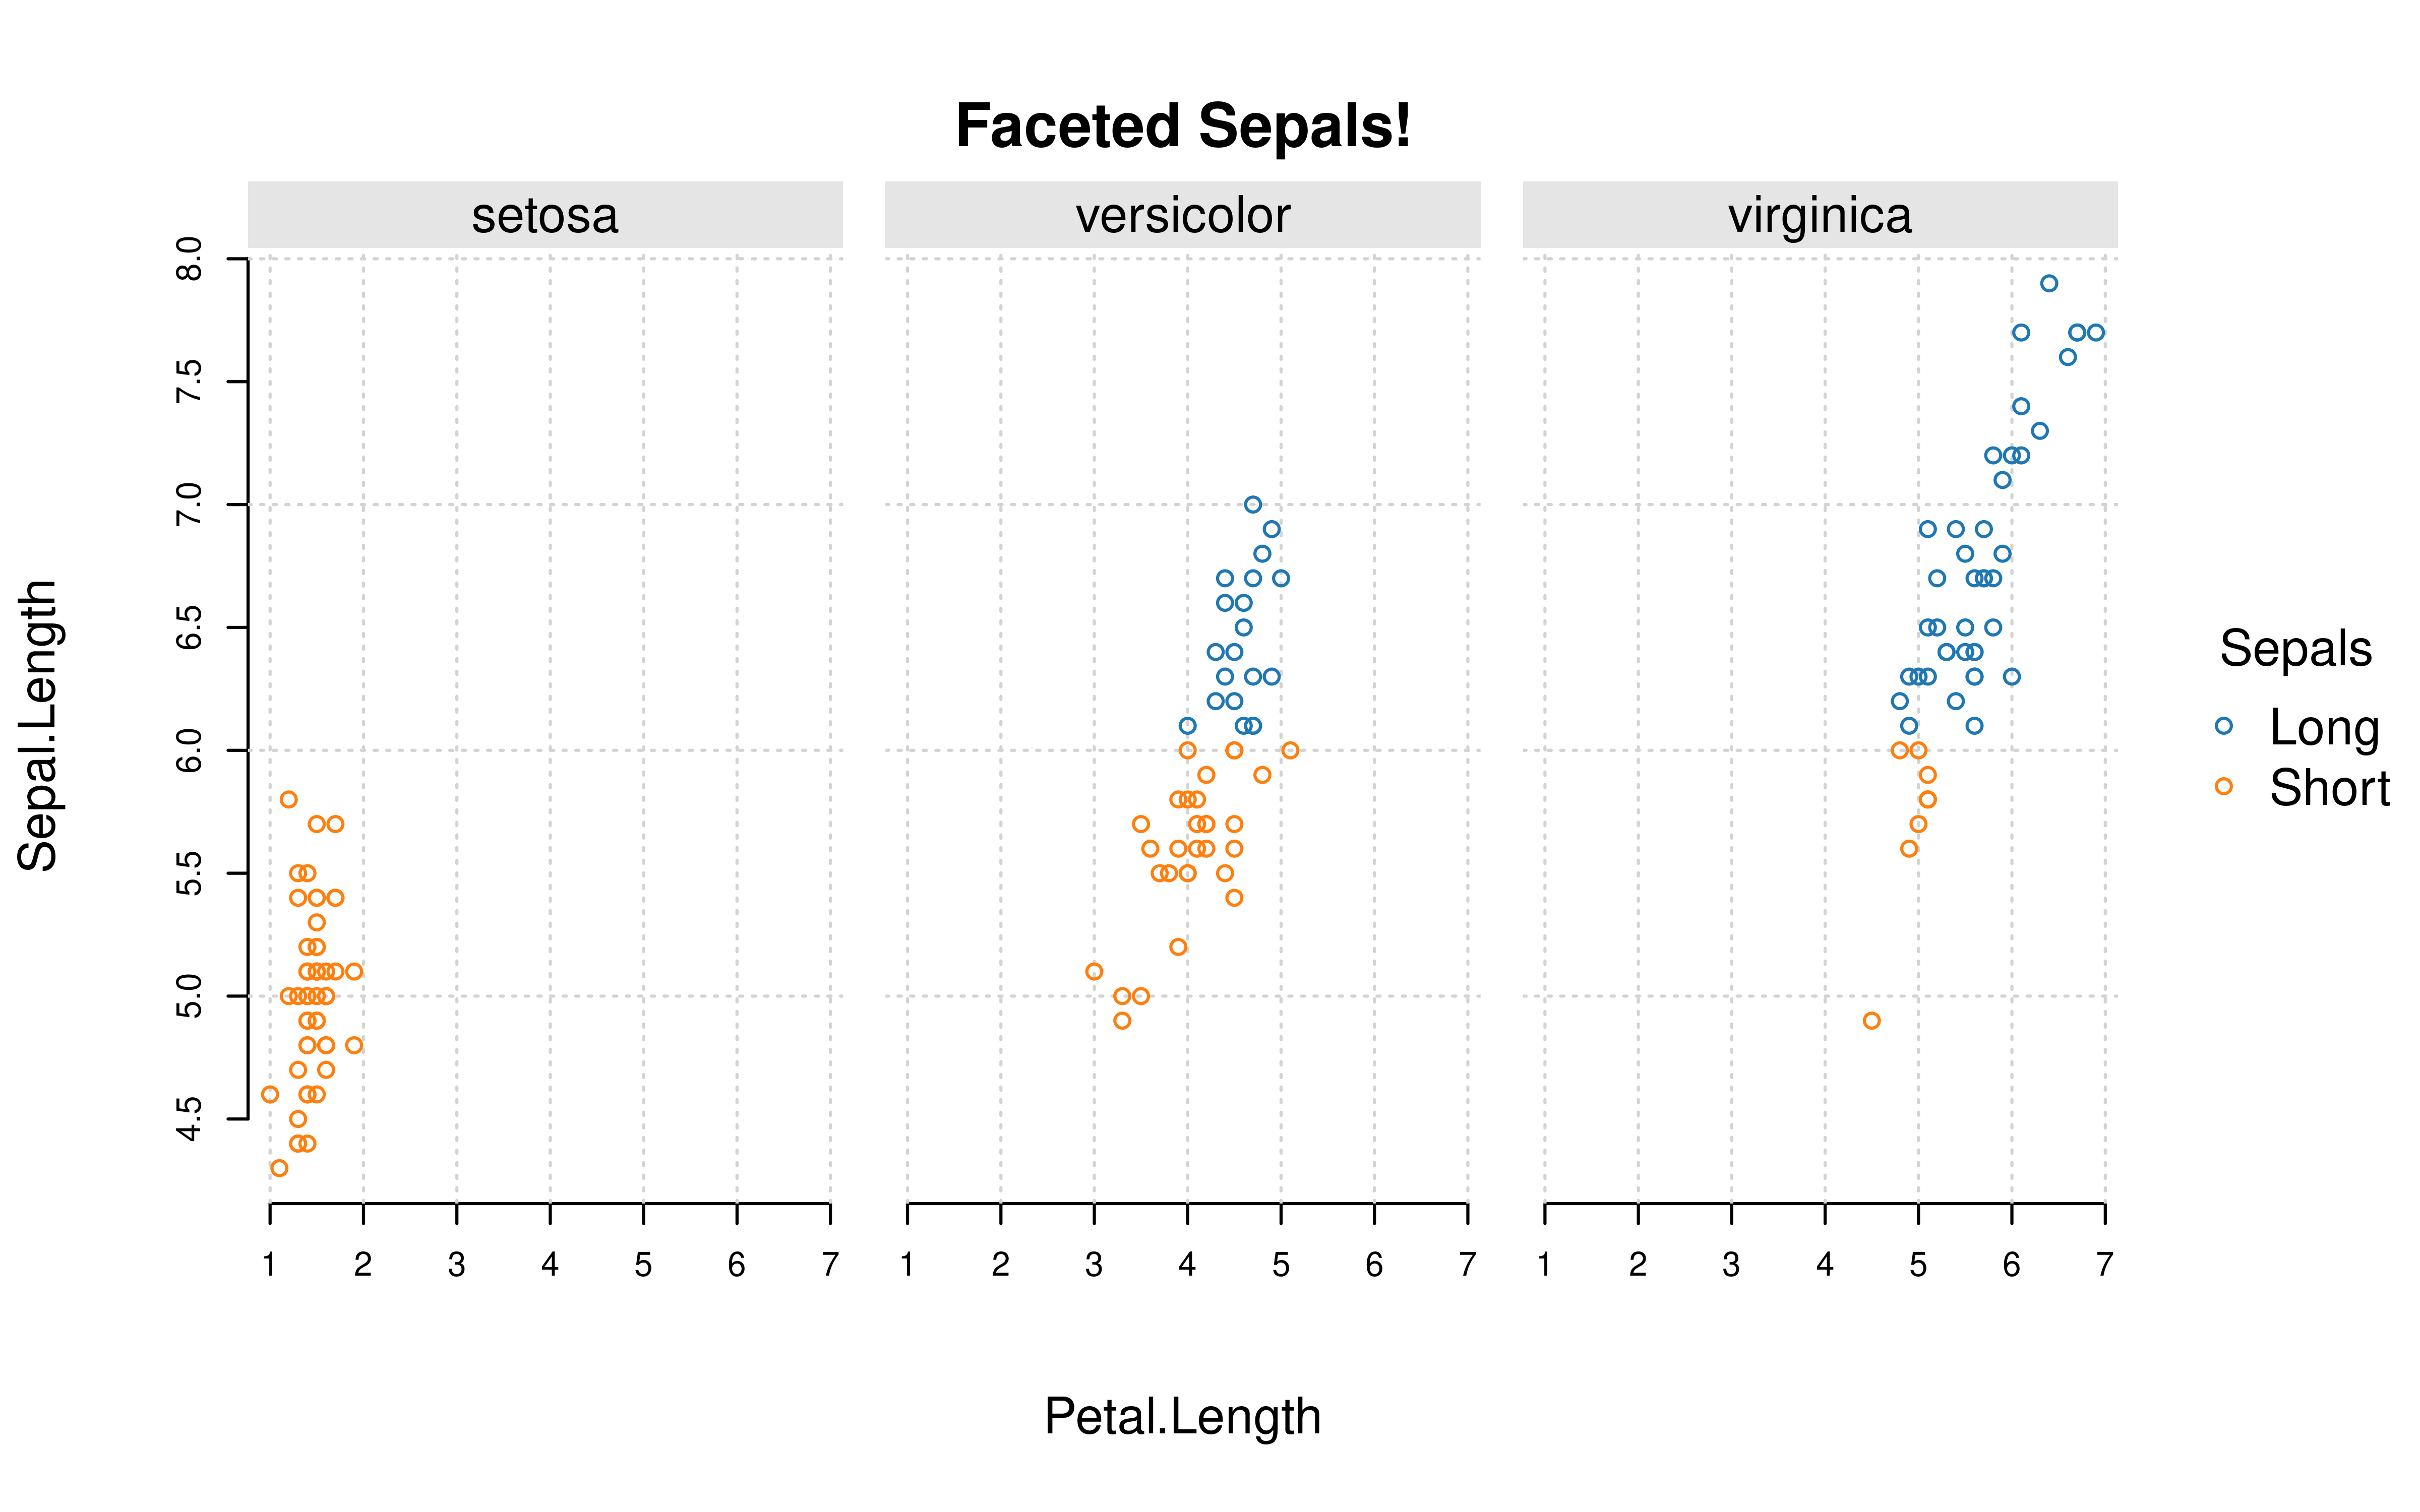 Faceted Sepals!
setosa
versicolor
virginica
Sepal.Length
8.0
7.5
7.0
6.5
6.0
5.5
5.0
4.5
1 2 3 4 5 6 7
1 2 3 4 5 6 7
1 2 3 4 5 6 7
Petal.Length
Sepals
Long
Short